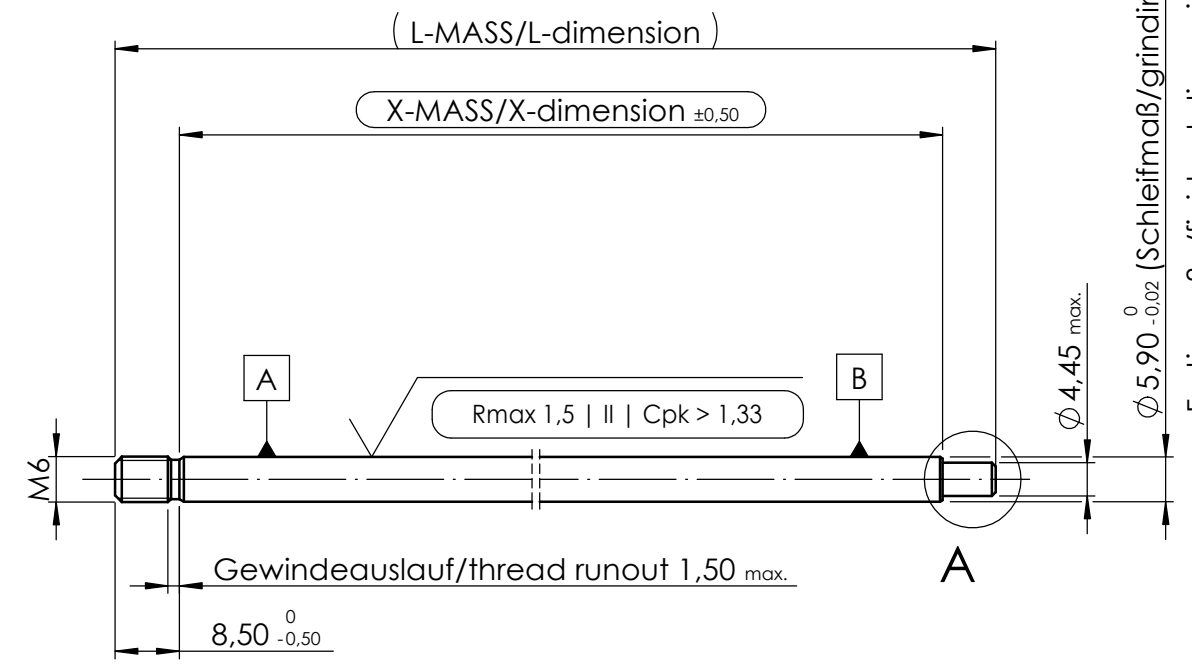 ( L-MASS/L-dimension )
X-MASS/X-dimension ±0,50
A
B
Rmax 1,5 | II | Cpk > 1,33
M6
A
Gewindeauslauf/thread runout 1,50 max.
8,50 0 -0,50
∅ 4,45 max.
∅ 5,90 0 -0,02 (Schleifmaß/grindin